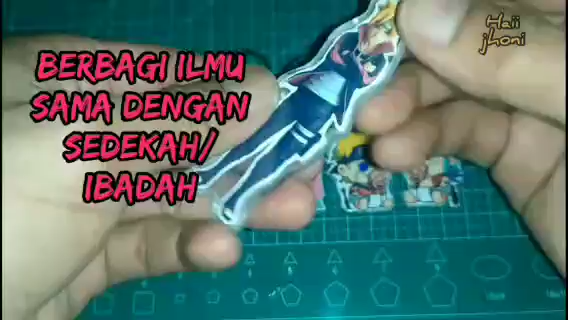 Haii
jhoni
BERBAGI ILMU
SAMA DENGAN
SEDEKAH/
IBADAH